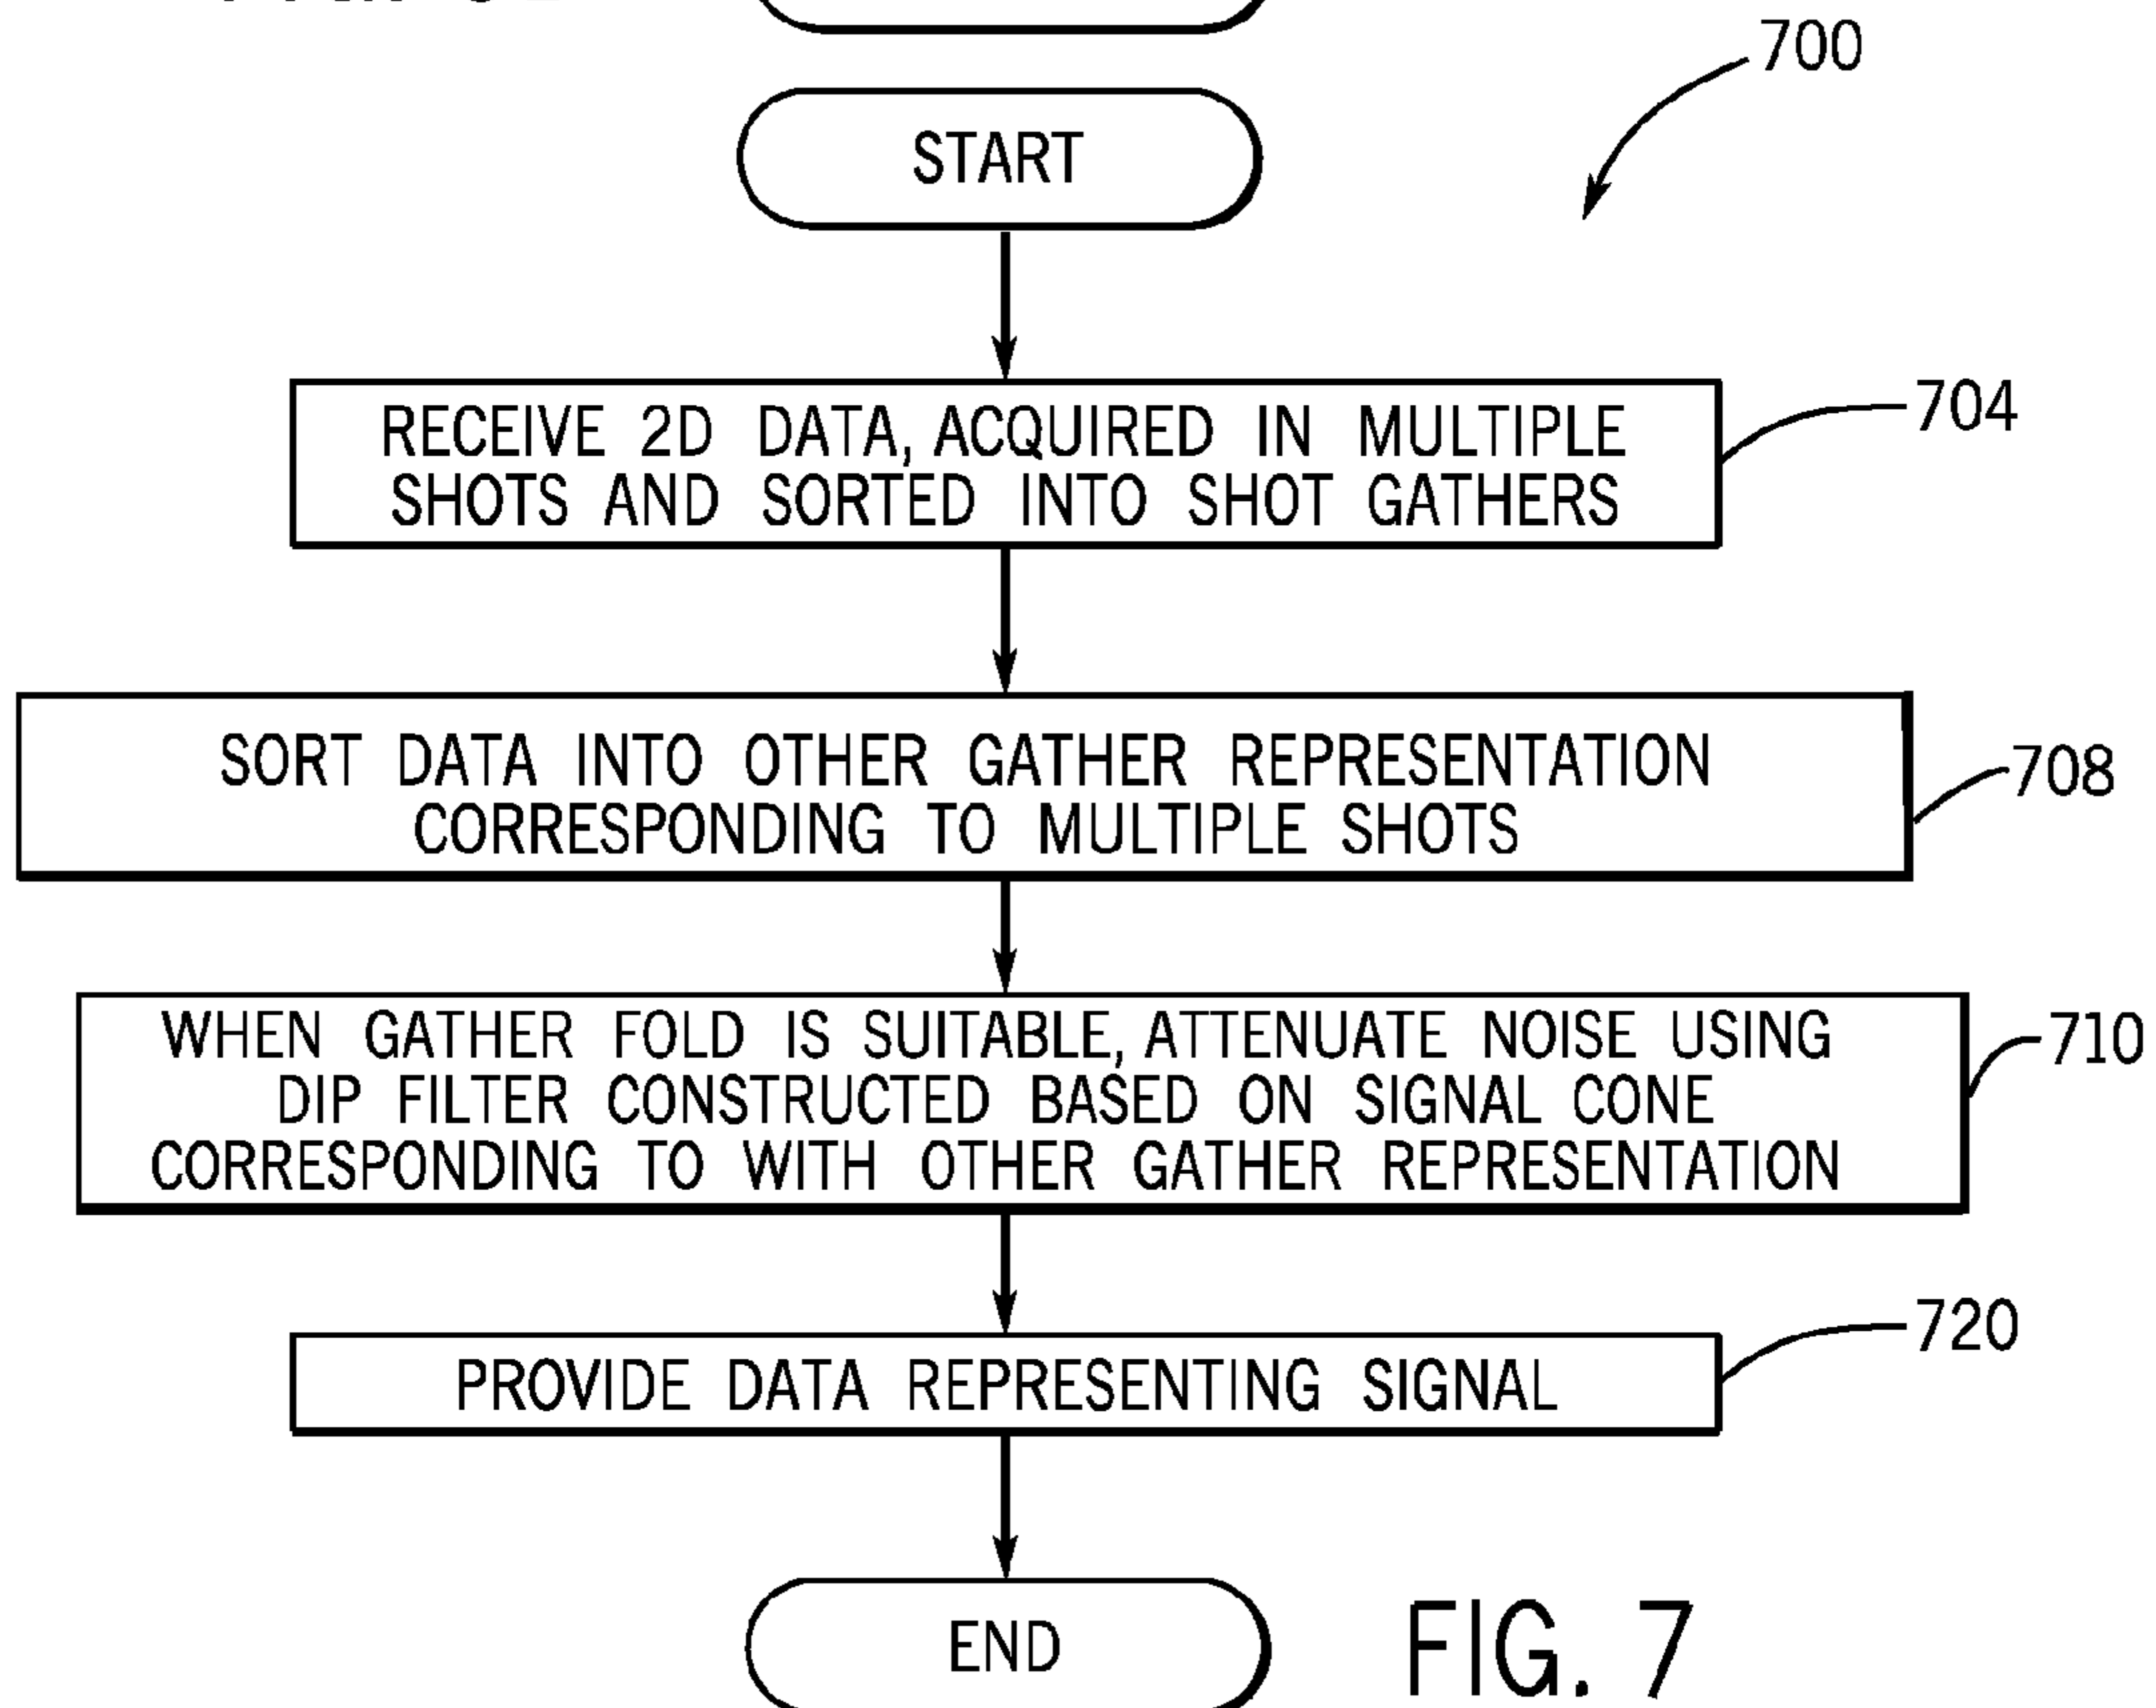 700
START
RECEIVE 2D DATA, ACQUIRED IN MULTIPLE
SHOTS AND SORTED INTO SHOT GATHERS
704
SORT DATA INTO OTHER GATHER REPRESENTATION
CORRESPONDING TO MULTIPLE SHOTS
708
WHEN GATHER FOLD IS SUITABLE, ATTENUATE NOISE USING
DIP FILTER CONSTRUCTED BASED ON SIGNAL CONE
CORRESPONDING TO WITH OTHER GATHER REPRESENTATION
710
PROVIDE DATA REPRESENTING SIGNAL
720
END
FIG. 7